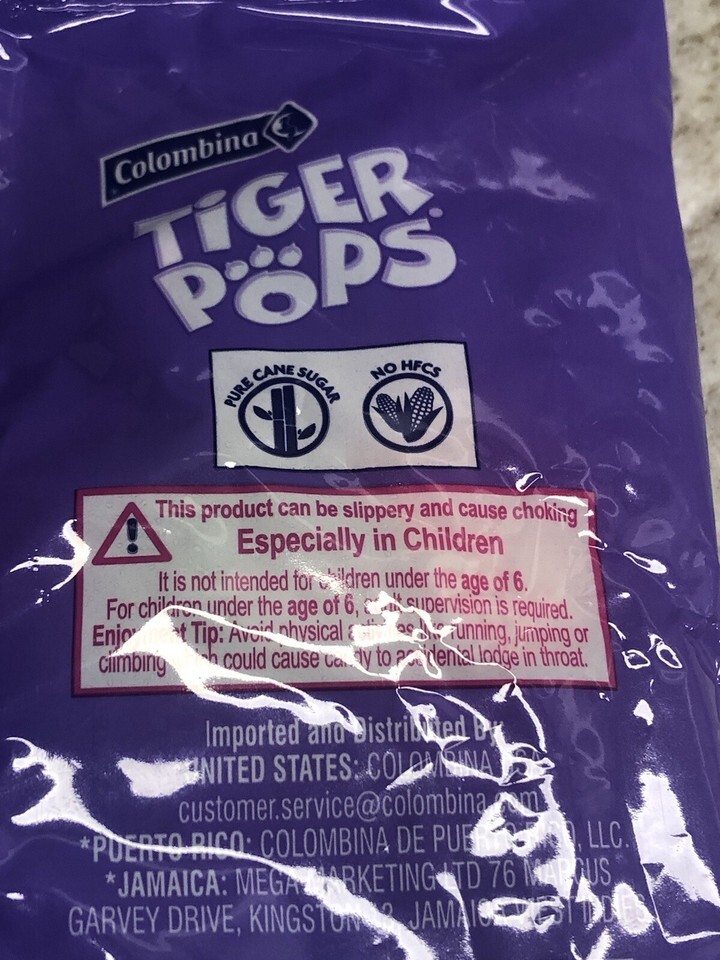 Colombina
TiGER
POPS
PURE CANE SUGAR
NO HFCS
This product can be slippery and cause choking
Especially in Children
It is not intended for children under the age of 6.
For children under the age of 6, adult supervision is required.
Enjoyment Tip: Avoid physical activities like running, jumping or
climbing which could cause candy to accidental lodge in throat.
Imported and Distributed By
*UNITED STATES: COLOMBINA
customer.service@colombina.com
*PUERTO RICO: COLOMBINA DE PUERTO RICO, LLC.
*JAMAICA: MEGA MARKETING LTD 76 MARCUS
GARVEY DRIVE, KINGSTON JAMAICA WEST INDIES